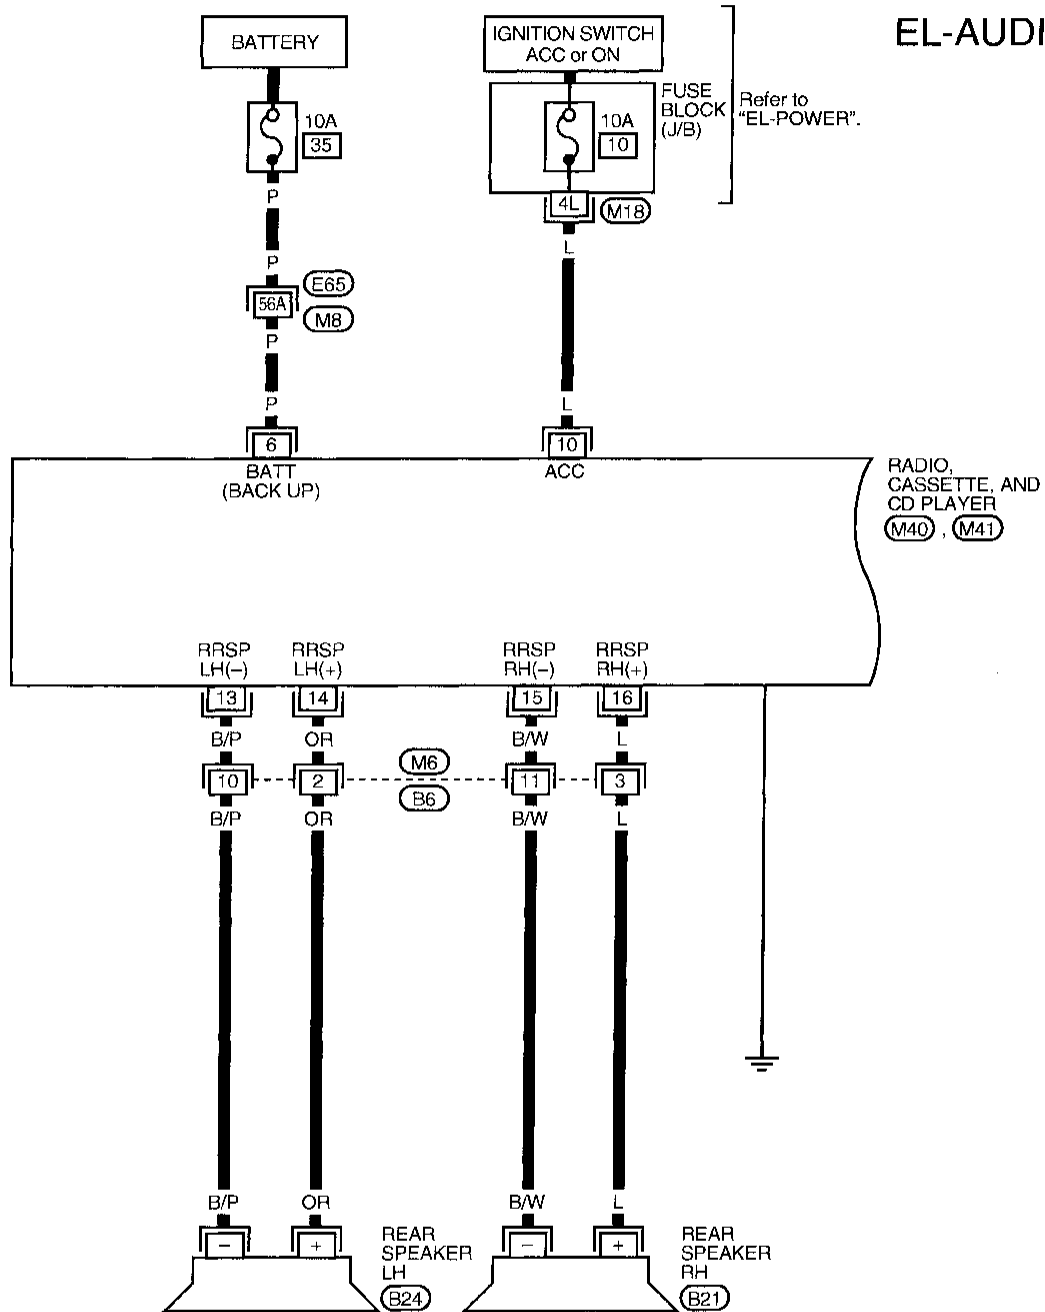 EL-AUDI
BATTERY
IGNITION SWITCH
ACC or ON
FUSE
BLOCK
(J/B)
Refer to
"EL-POWER".
10A
35
10A
10
4L
M18
P
L
P
E65
56A
M8
P
P
L
6
10
BATT
(BACK UP)
ACC
RADIO,
CASSETTE, AND
CD PLAYER
M40 , M41
RRSP
LH(–)
RRSP
LH(+)
RRSP
RH(–)
RRSP
RH(+)
13
14
15
16
B/P
OR
B/W
L
M6
10
2
11
3
B6
B/P
OR
B/W
L
B/P
OR
B/W
L
–
+
–
+
REAR
SPEAKER
LH
B24
REAR
SPEAKER
RH
B21